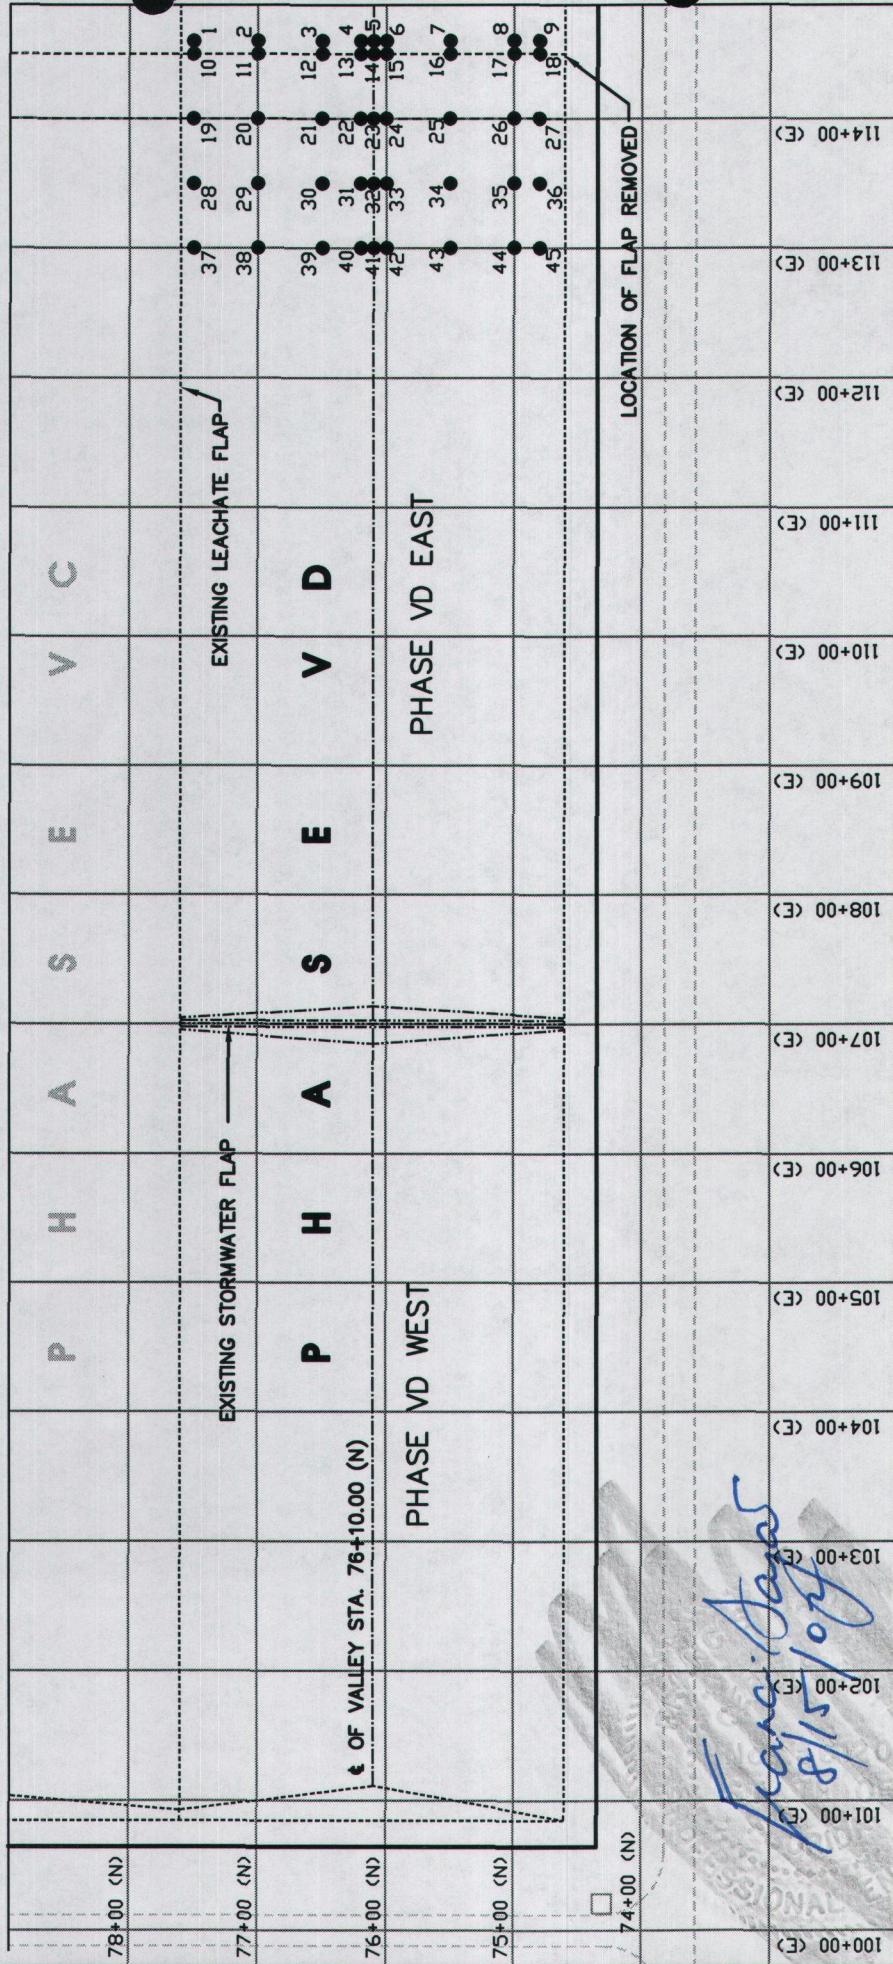 P H A S E V C
EXISTING LEACHATE FLAP
EXISTING STORMWATER FLAP
P H A S E V D
℄ OF VALLEY STA. 76+10.00 (N)
PHASE VD WEST
PHASE VD EAST
LOCATION OF FLAP REMOVED
37 28 19 10 1
38 29 20 11 2
39 30 21 12 3
40 31 22 13 4
41 32 23 14 5
42 33 24 15 6
43 34 25 16 7
44 35 26 17 8
45 36 27 18 9
78+00 (N)
77+00 (N)
76+00 (N)
75+00 (N)
74+00 (N)
100+00 (E)
101+00 (E)
102+00 (E)
103+00 (E)
104+00 (E)
105+00 (E)
106+00 (E)
107+00 (E)
108+00 (E)
109+00 (E)
110+00 (E)
111+00 (E)
112+00 (E)
113+00 (E)
114+00 (E)
8/15/07